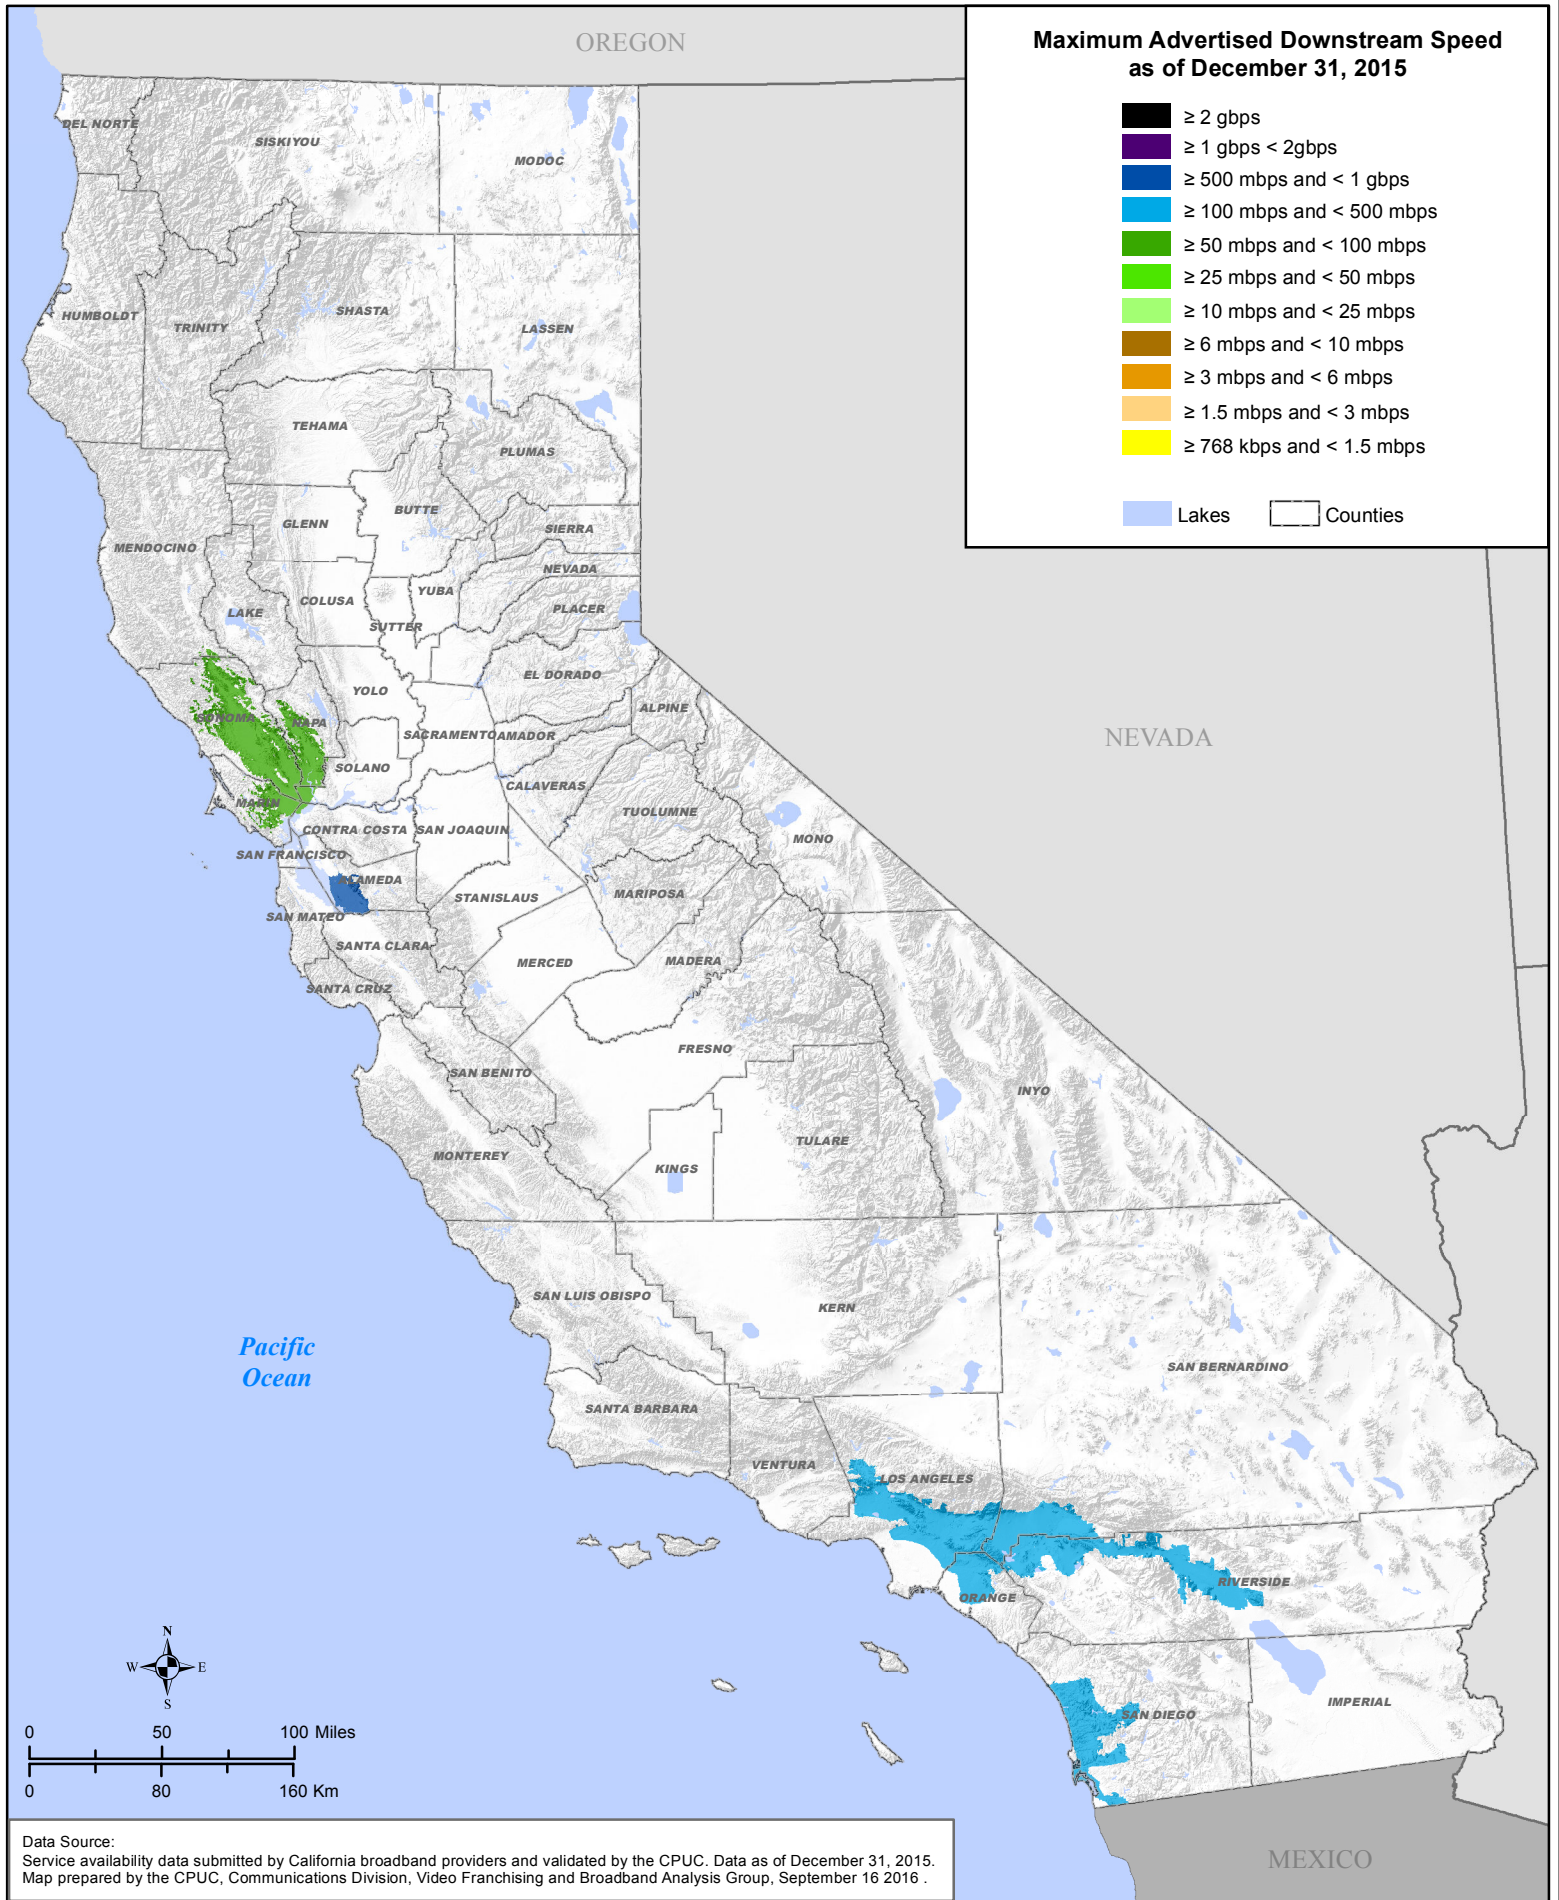 Maximum Advertised Downstream Speed
as of December 31, 2015
≥ 2 gbps
≥ 1 gbps < 2gbps
≥ 500 mbps and < 1 gbps
≥ 100 mbps and < 500 mbps
≥ 50 mbps and < 100 mbps
≥ 25 mbps and < 50 mbps
≥ 10 mbps and < 25 mbps
≥ 6 mbps and < 10 mbps
≥ 3 mbps and < 6 mbps
≥ 1.5 mbps and < 3 mbps
≥ 768 kbps and < 1.5 mbps
Lakes
Counties
OREGON
DEL NORTE
SISKIYOU
MODOC
HUMBOLDT
TRINITY
SHASTA
LASSEN
TEHAMA
PLUMAS
BUTTE
GLENN
SIERRA
MENDOCINO
NEVADA
YUBA
COLUSA
PLACER
LAKE
SUTTER
EL DORADO
YOLO
ALPINE
SONOMA
NAPA
SACRAMENTO
AMADOR
NEVADA
SOLANO
CALAVERAS
MARIN
TUOLUMNE
CONTRA COSTA
SAN JOAQUIN
MONO
SAN FRANCISCO
ALAMEDA
MARIPOSA
STANISLAUS
SAN MATEO
SANTA CLARA
MERCED
MADERA
SANTA CRUZ
FRESNO
SAN BENITO
INYO
TULARE
MONTEREY
KINGS
SAN LUIS OBISPO
KERN
Pacific
Ocean
SAN BERNARDINO
SANTA BARBARA
VENTURA
LOS ANGELES
RIVERSIDE
ORANGE
IMPERIAL
SAN DIEGO
N
W
E
S
0 50 100 Miles
0 80 160 Km
MEXICO
Data Source:
Service availability data submitted by California broadband providers and validated by the CPUC. Data as of December 31, 2015.
Map prepared by the CPUC, Communications Division, Video Franchising and Broadband Analysis Group, September 16 2016 .